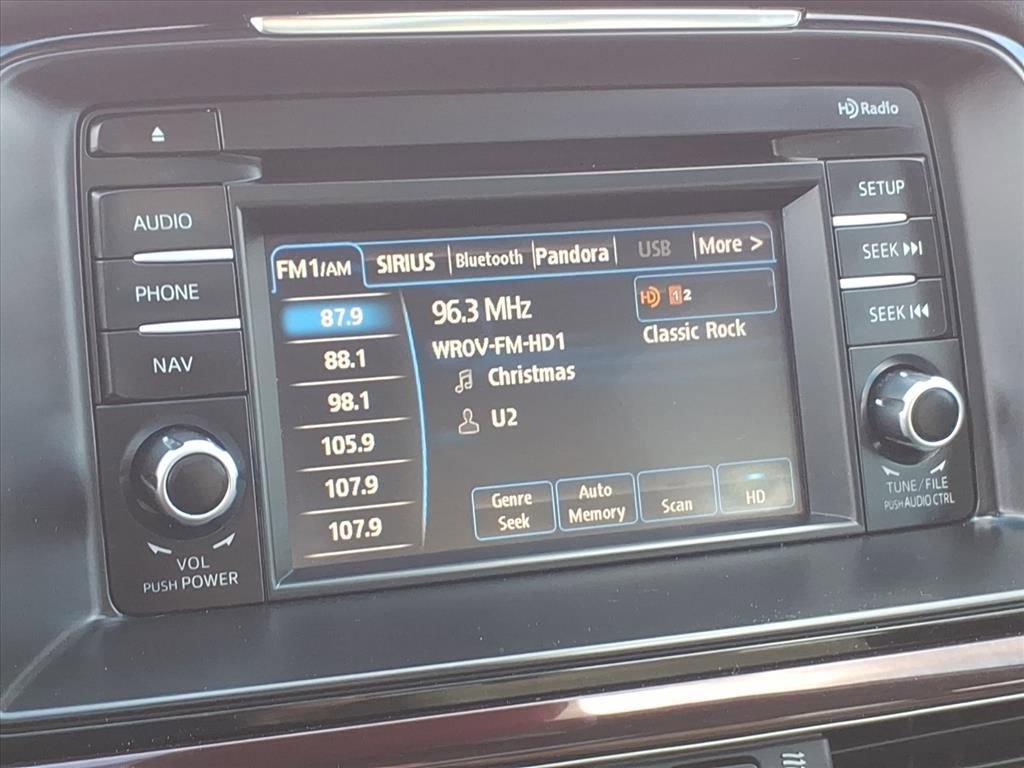 HD Radio
AUDIO
PHONE
NAV
VOL
PUSH POWER
FM1/AM SIRIUS Bluetooth Pandora USB More >
87.9
88.1
98.1
105.9
107.9
107.9
96.3 MHz
HD 1 2
WROV-FM-HD1
Classic Rock
Christmas
U2
Genre Seek
Auto Memory
Scan
HD
SETUP
SEEK
SEEK
TUNE/FILE
PUSH AUDIO CTRL